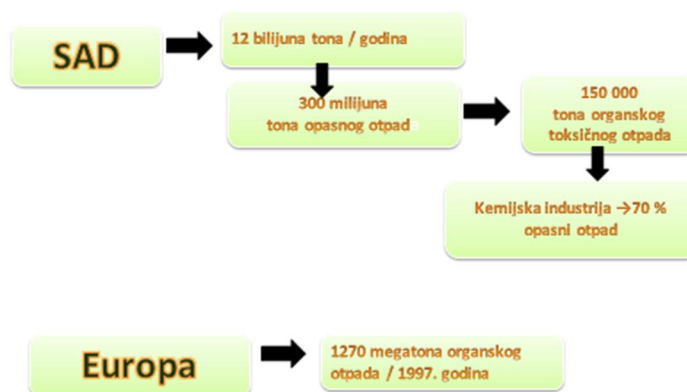 SAD
12 bilijuna tona / godina
300 milijuna
tona opasnog otpada
150 000
tona organskog
toksičnog otpada
Kemijska industrija →70 %
opasni otpad
Europa
1270 megatona organskog
otpada / 1997. godina